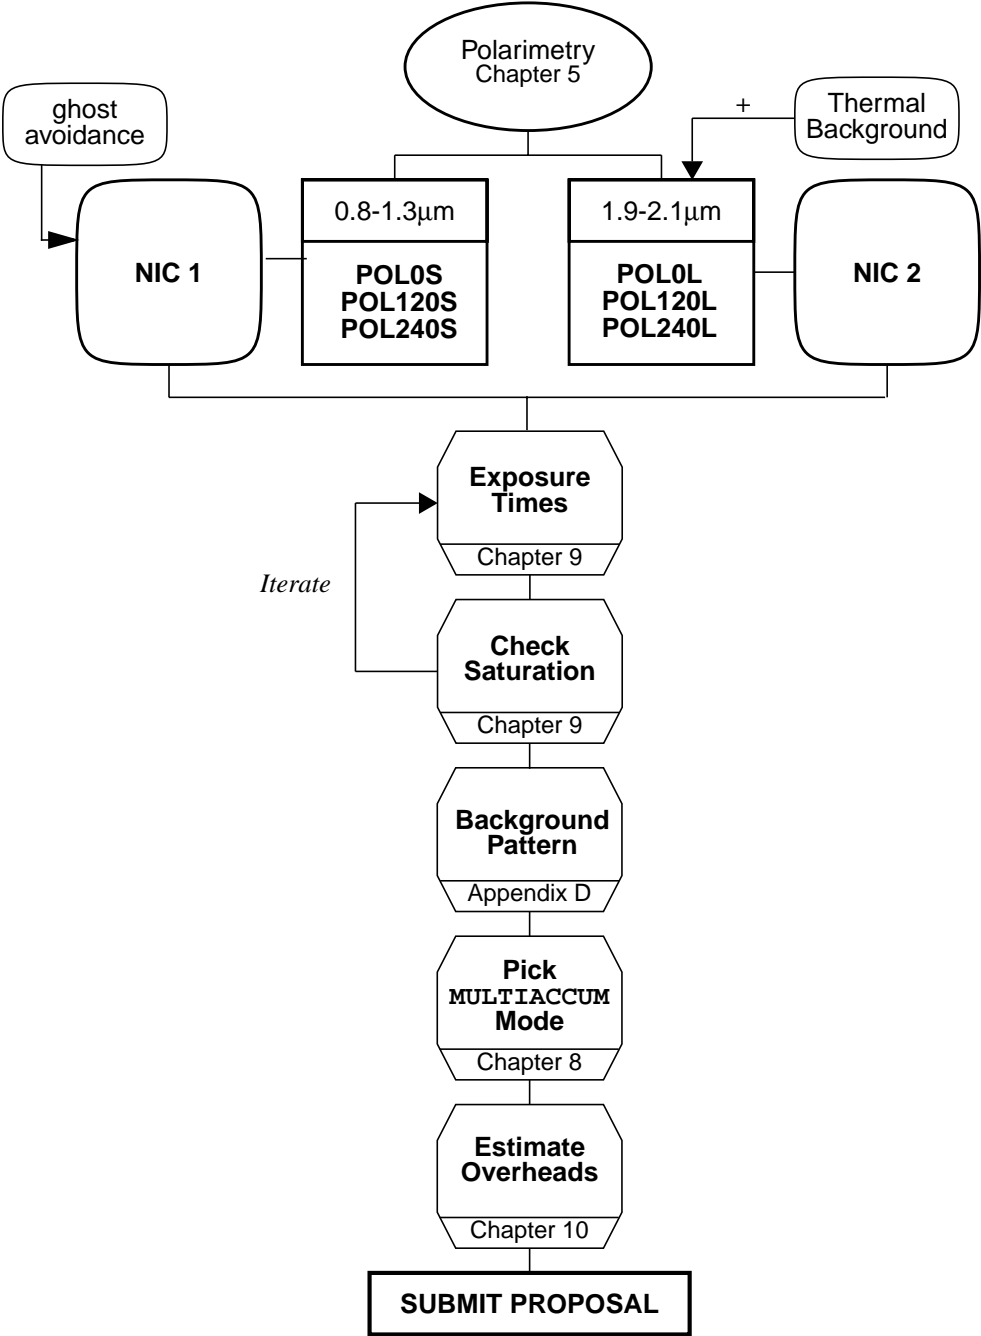 Polarimetry
Chapter 5
ghost
avoidance
+
Thermal
Background
NIC 1
0.8-1.3μm
POL0S
POL120S
POL240S
1.9-2.1μm
POL0L
POL120L
POL240L
NIC 2
Exposure
Times
Chapter 9
Iterate
Check
Saturation
Chapter 9
Background
Pattern
Appendix D
Pick
MULTIACCUM
Mode
Chapter 8
Estimate
Overheads
Chapter 10
SUBMIT PROPOSAL